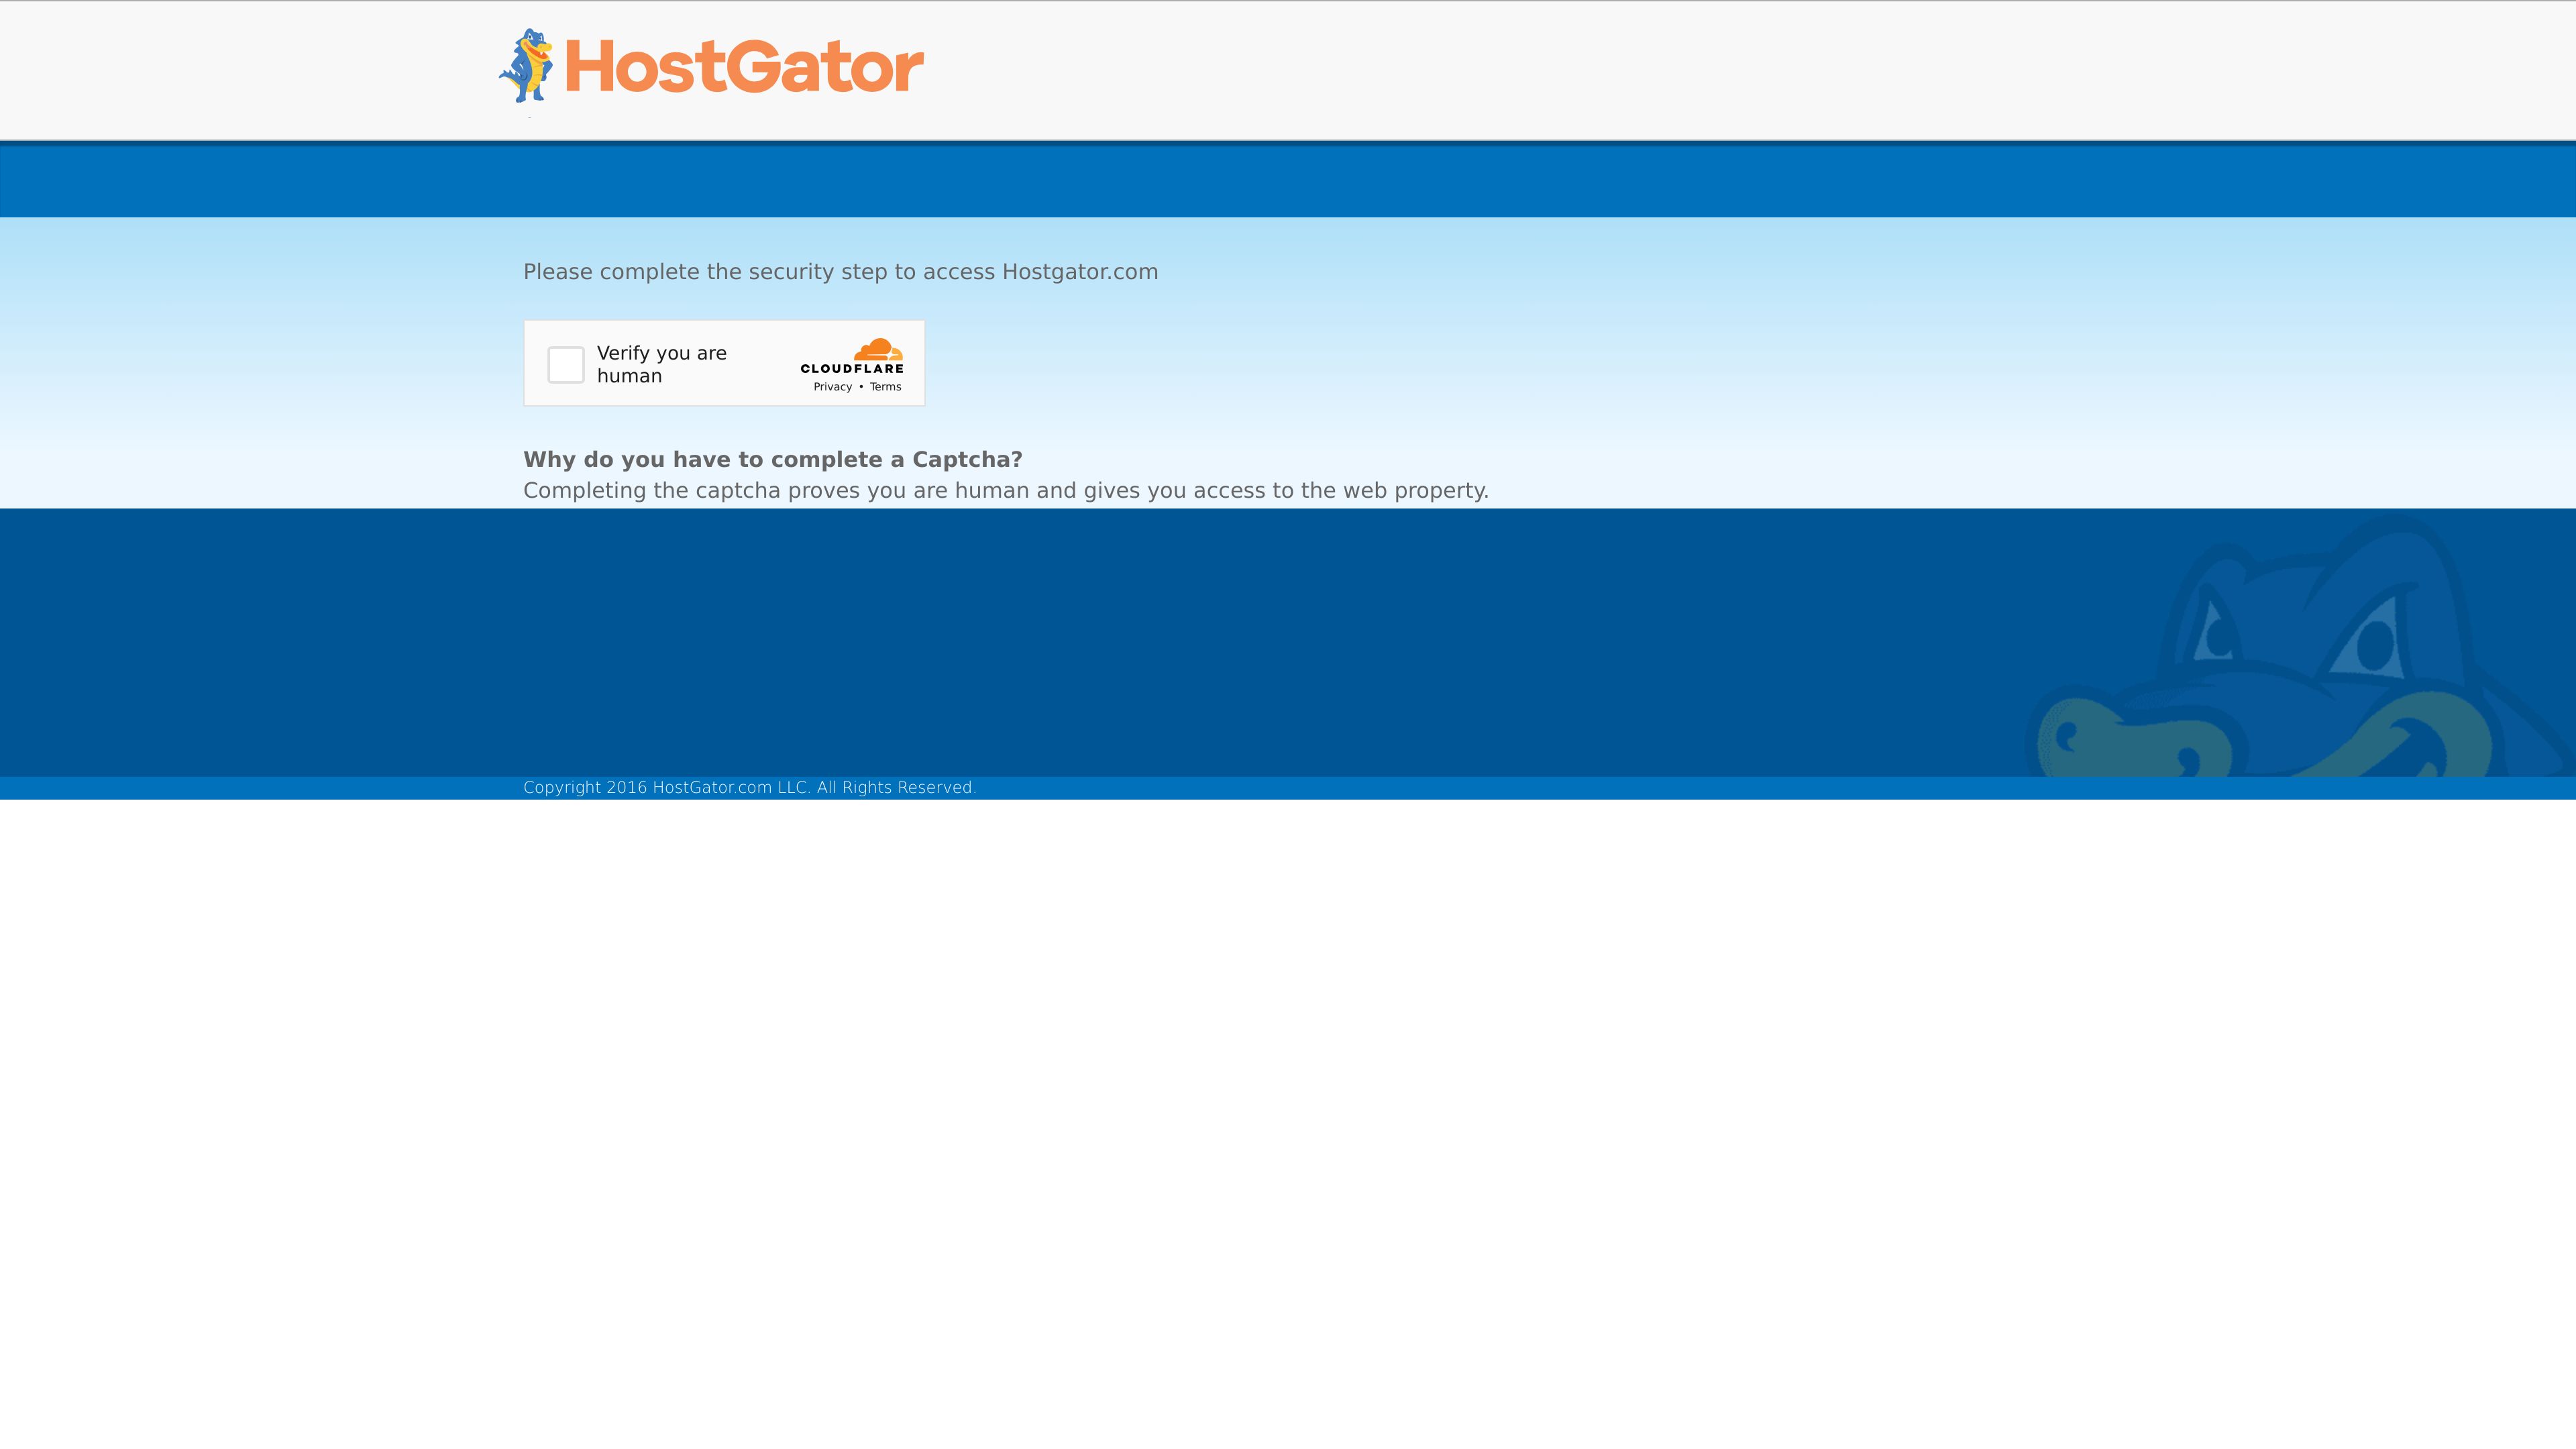 HostGator
Please complete the security step to access Hostgator.com
Verify you are
human
CLOUDFLARE
Privacy • Terms
Why do you have to complete a Captcha?
Completing the captcha proves you are human and gives you access to the web property.
Copyright 2016 HostGator.com LLC. All Rights Reserved.